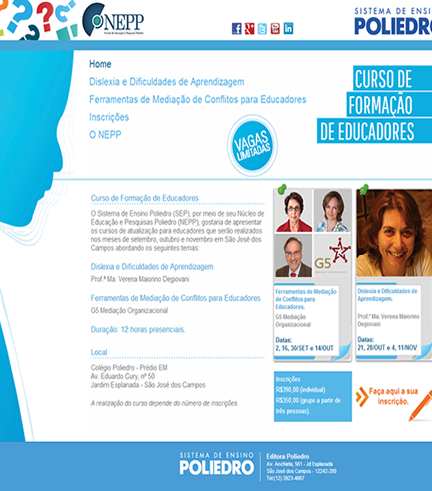 NEPP
Núcleo de Educação e Pesquisas Poliedro
SISTEMA DE ENSINO
POLIEDRO
Home
Dislexia e Dificuldades de Aprendizagem
Ferramentas de Mediação de Conflitos para Educadores
Inscrições
O NEPP
VAGAS
LIMITADAS
CURSO DE
FORMAÇÃO
DE EDUCADORES
Curso de Formação de Educadores
O Sistema de Ensino Poliedro (SEP), por meio de seu Núcleo de
Educação e Pesquisas Poliedro (NEPP), gostaria de apresentar
os cursos de atualização para educadores que serão realizados
nos meses de setembro, outubro e novembro em São José dos
Campos abordando os seguintes temas:
Dislexia e Dificuldades de Aprendizagem
Prof.ª Ma. Verena Maiorino Degiovani
Ferramentas de Mediação de Conflitos para Educadores
G5 Mediação Organizacional
Duração: 12 horas presenciais.
Local
Colégio Poliedro - Prédio EM
Av. Eduardo Cury, nº 50
Jardim Esplanada - São José dos Campos
A realização do curso depende do número de inscrições.
G5
Ferramentas de Mediação
de Conflitos para
Educadores.
G5 Mediação
Organizacional
Datas:
2, 16, 30/SET e 14/OUT
Dislexia e Dificuldades de
Aprendizagem.
Prof.ª Ma. Verena Maiorino
Degiovani
Datas:
21, 28/OUT e 4, 11/NOV
Inscrições
R$390,00 (individual)
R$350,00 (grupo a partir de
três pessoas)
Faça aqui a sua
inscrição.
SISTEMA DE ENSINO
POLIEDRO
Editora Poliedro
Av. Anchieta, 561 - Jd Esplanada
São José dos Campos - 12242-280
Tel:(12) 3923-4667